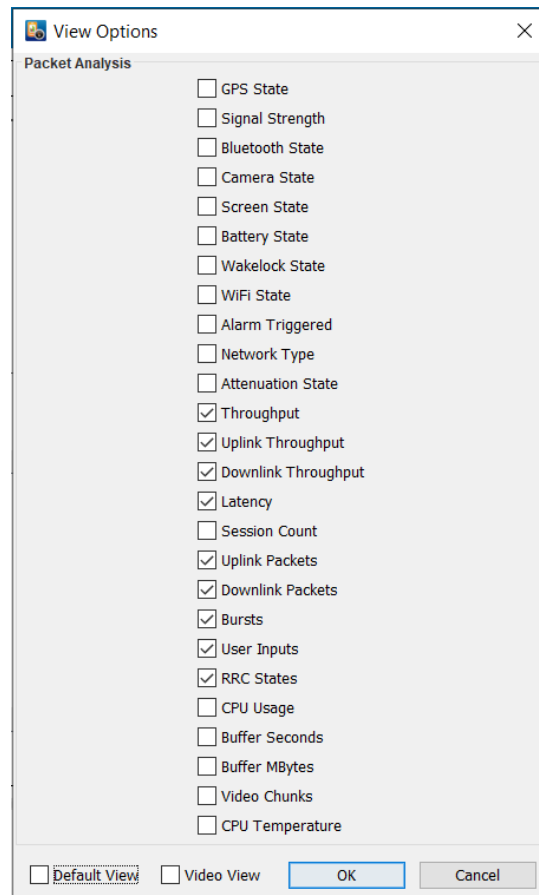 View Options
Packet Analysis
GPS State
Signal Strength
Bluetooth State
Camera State
Screen State
Battery State
Wakelock State
WiFi State
Alarm Triggered
Network Type
Attenuation State
Throughput
Uplink Throughput
Downlink Throughput
Latency
Session Count
Uplink Packets
Downlink Packets
Bursts
User Inputs
RRC States
CPU Usage
Buffer Seconds
Buffer MBytes
Video Chunks
CPU Temperature
Default View Video View OK Cancel